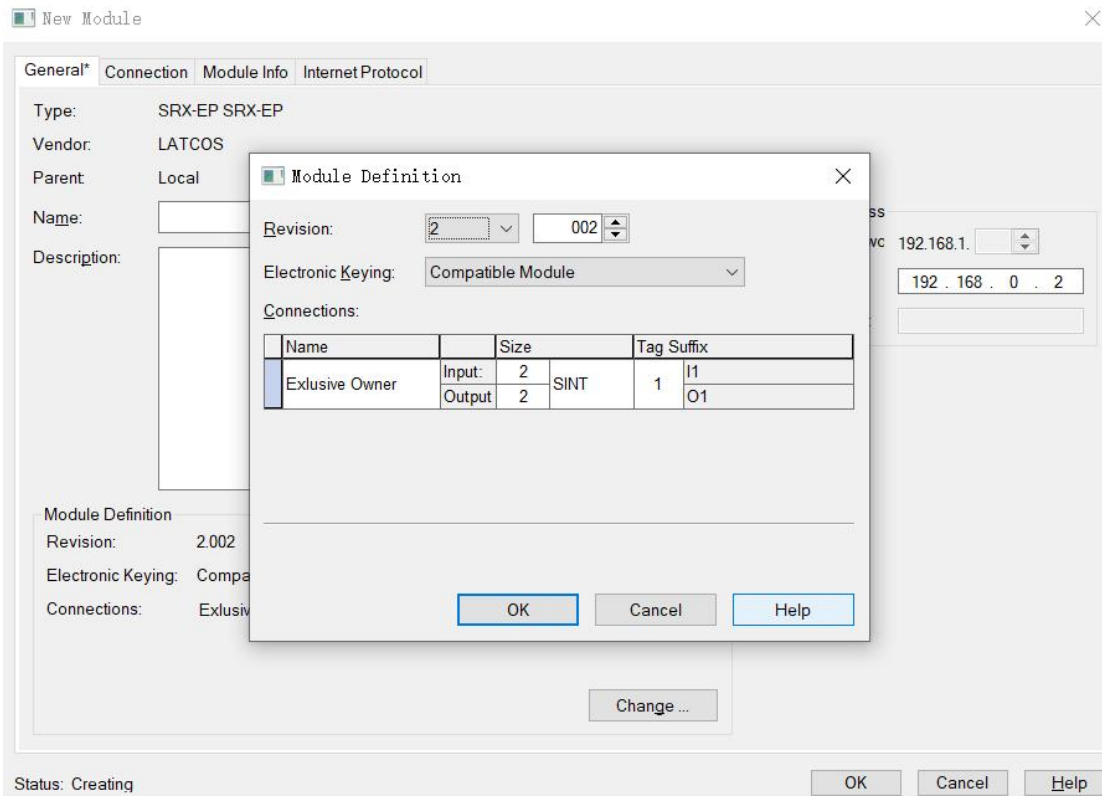 New Module
General* Connection Module Info Internet Protocol
Type: SRX-EP SRX-EP
Vendor: LATCOS
Parent: Local
Name:
Description:
192.168.1.
192 . 168 . 0 . 2
Module Definition
Revision: 2 002
Electronic Keying: Compatible Module
Connections:
Name Size Tag Suffix
Exlusive Owner Input: 2 SINT 1 I1
Output 2 O1
OK Cancel Help
Module Definition
Revision: 2.002
Electronic Keying: Compa
Connections: Exlusiv
Change ...
Status: Creating
OK Cancel Help